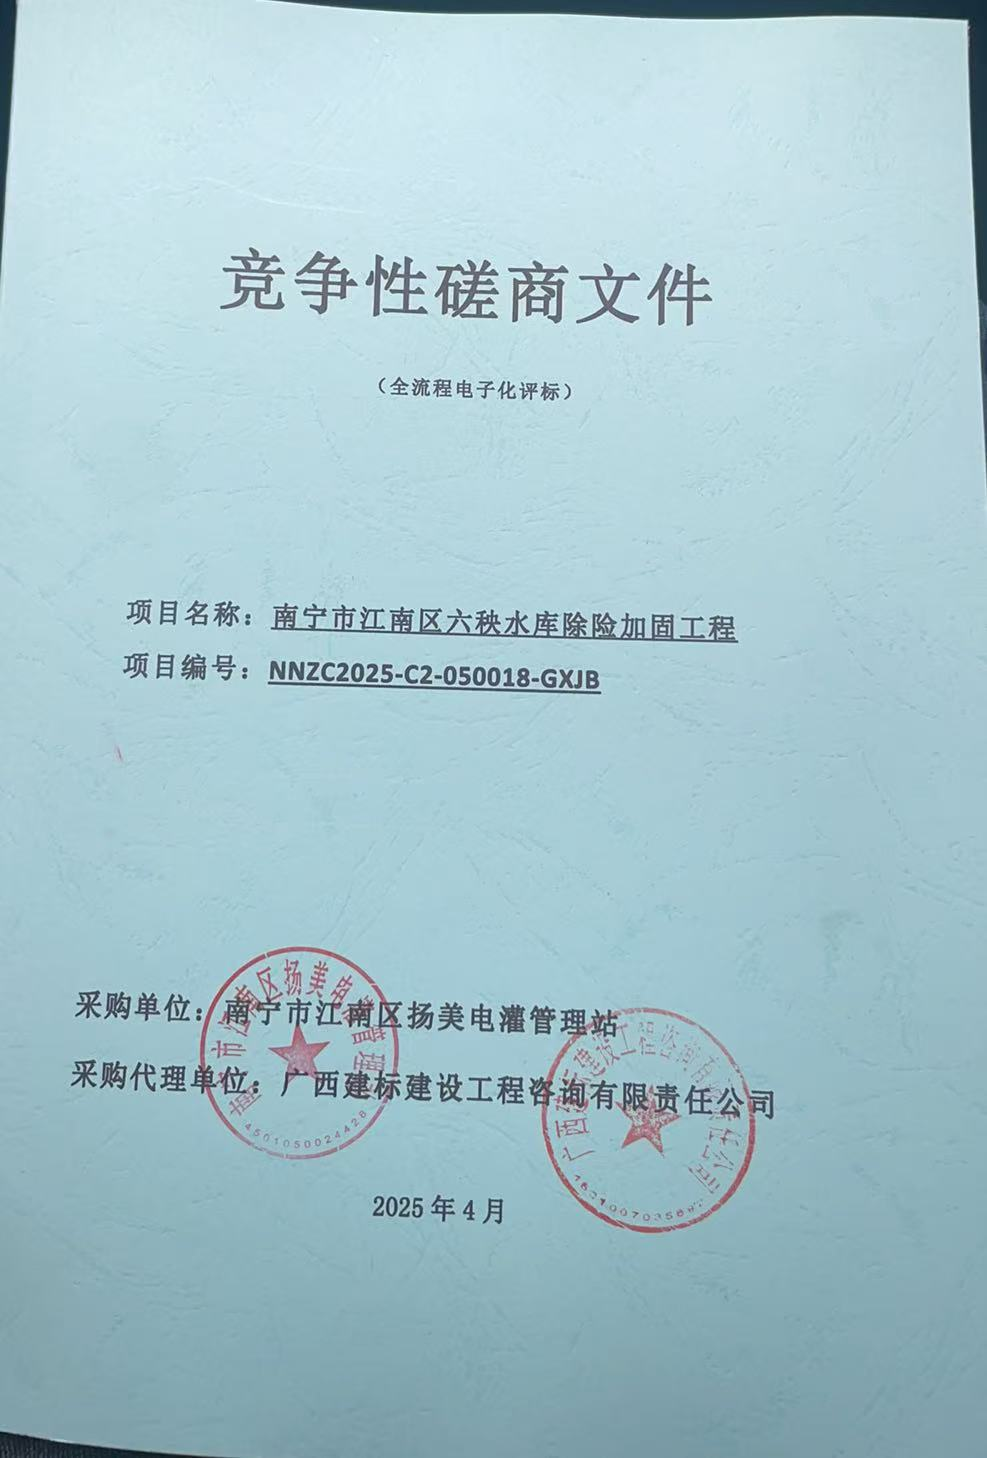 竞争性磋商文件
（全流程电子化评标）
项目名称：南宁市江南区六秧水库除险加固工程
项目编号：NNZC2025-C2-050018-GXJB
采购单位：南宁市江南区扬美电灌管理站
采购代理单位：广西建标建设工程咨询有限责任公司
2025年4月
4501050024428